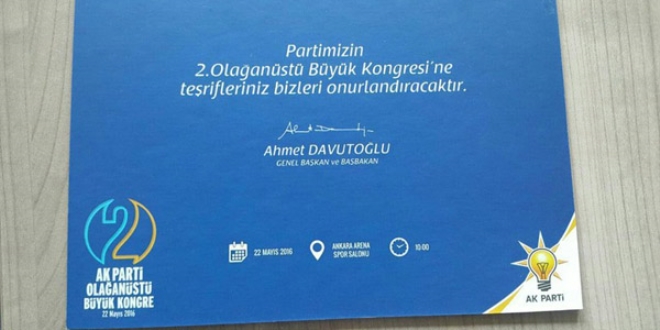 Partimizin
2.Olağanüstü Büyük Kongresi'ne
teşrifleriniz bizleri onurlandıracaktır.
Ahmet DAVUTOĞLU
GENEL BAŞKAN ve BAŞBAKAN
22 MAYIS 2016
ANKARA ARENA
SPOR SALONU
10:00
2
AK PARTİ
OLAĞANÜSTÜ
BÜYÜK KONGRE
22 Mayıs 2016
AK PARTİ